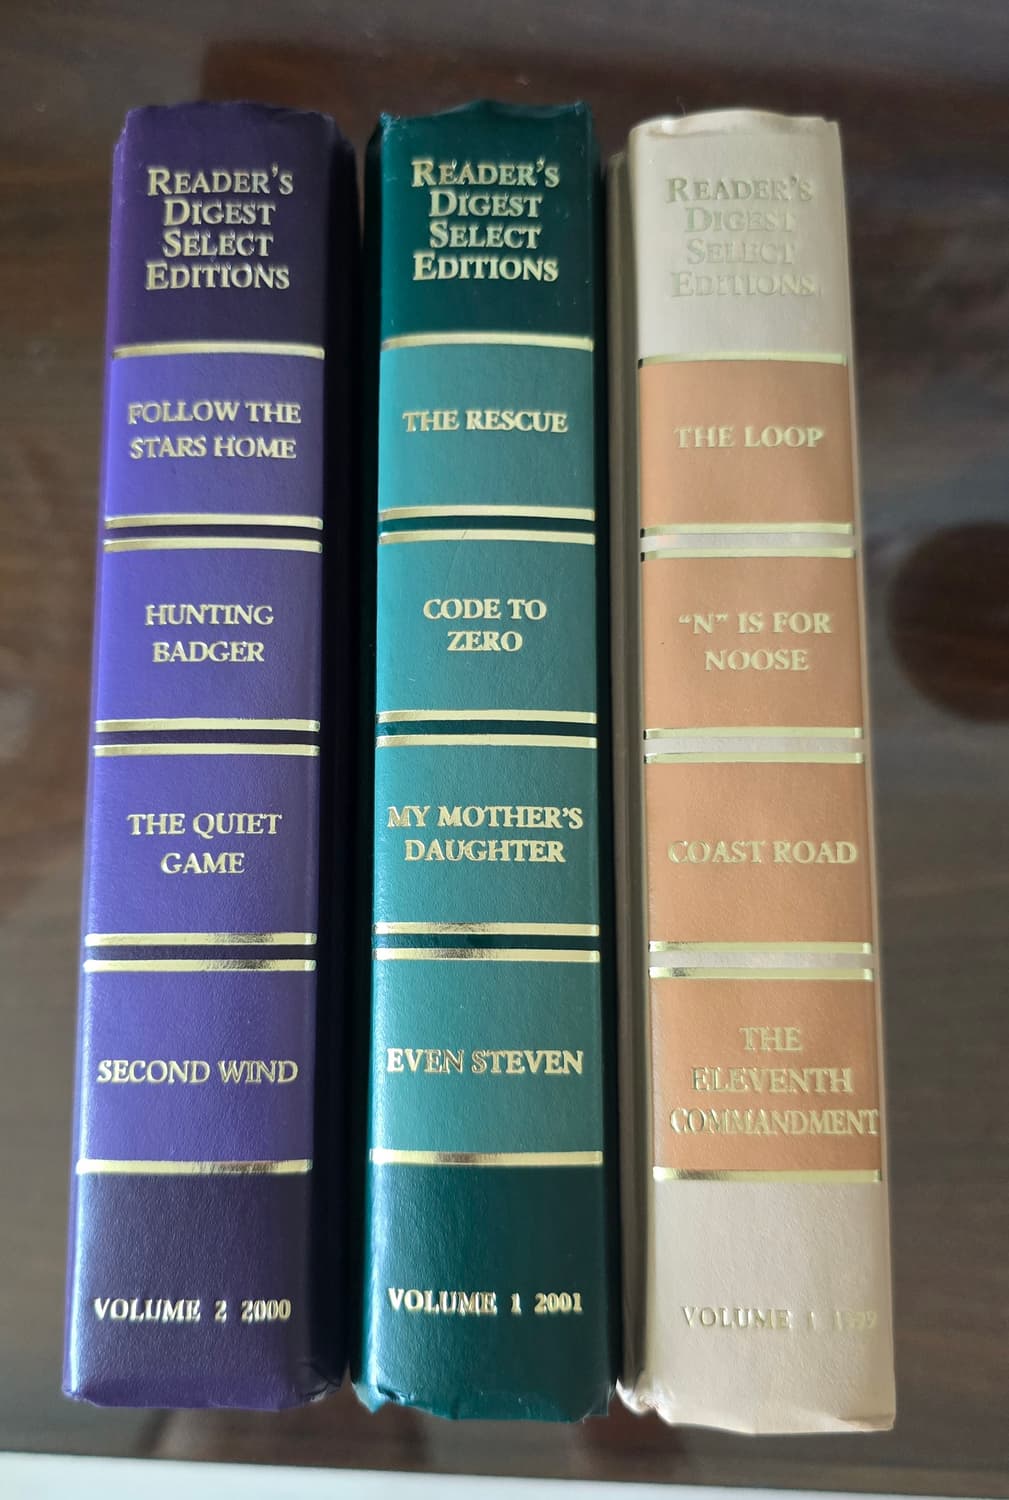 READER'S
DIGEST
SELECT
EDITIONS
FOLLOW THE
STARS HOME
HUNTING
BADGER
THE QUIET
GAME
SECOND WIND
VOLUME 2 2000
READER'S
DIGEST
SELECT
EDITIONS
THE RESCUE
CODE TO
ZERO
MY MOTHER'S
DAUGHTER
EVEN STEVEN
VOLUME 1 2001
READER'S
DIGEST
SELECT
EDITIONS
THE LOOP
"N" IS FOR
NOOSE
COAST ROAD
THE
ELEVENTH
COMMANDMENT
VOLUME 1 1999